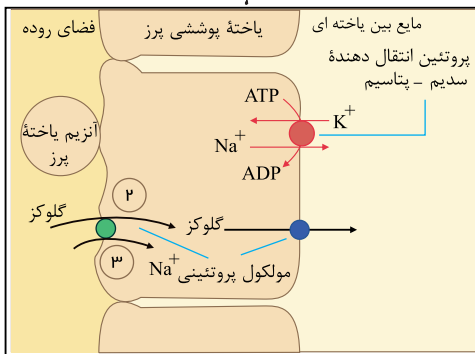 مایع بین یاخته ای
یاختهٔ پوششی پرز
فضای روده
پروتئین انتقال دهندهٔ
سدیم - پتاسیم
آنزیم یاختهٔ
پرز
ATP
K+
Na+
ADP
۲
گلوکز
گلوکز
۳
Na+
مولکول پروتئینی